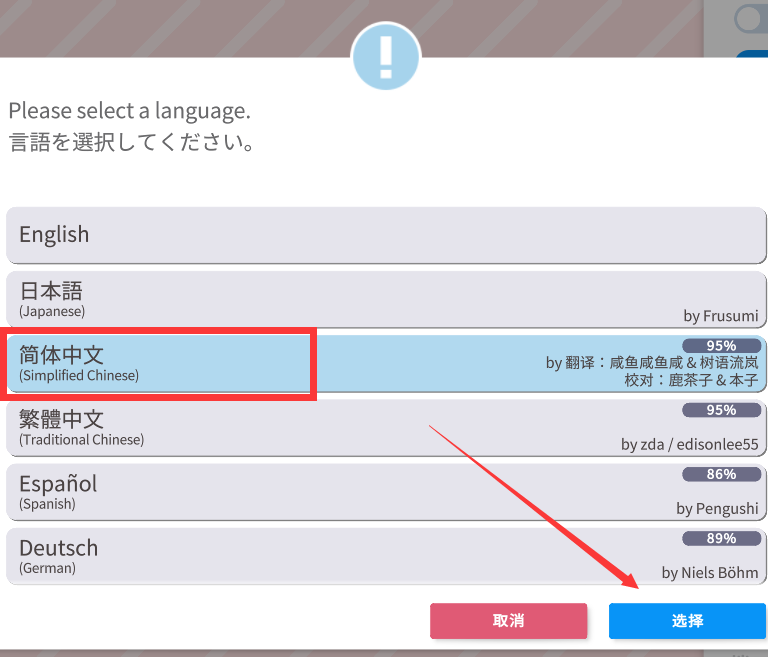 Please select a language.
言語を選択してください。
English
日本語
(Japanese)
by Frusumi
简体中文
(Simplified Chinese)
95%
by 翻译：咸鱼咸鱼咸 & 树语流岚
校对：鹿茶子 & 本子
繁體中文
(Traditional Chinese)
95%
by zda / edisonlee55
Español
(Spanish)
86%
by Pengushi
Deutsch
(German)
89%
by Niels Böhm
取消
选择